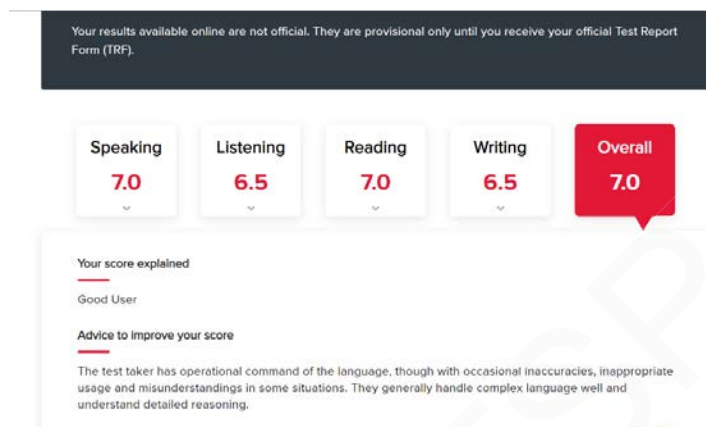 Your results available online are not official. They are provisional only until you receive your official Test Report
Form (TRF).
Speaking
7.0
Listening
6.5
Reading
7.0
Writing
6.5
Overall
7.0
Your score explained
Good User
Advice to improve your score
The test taker has operational command of the language, though with occasional inaccuracies, inappropriate
usage and misunderstandings in some situations. They generally handle complex language well and
understand detailed reasoning.